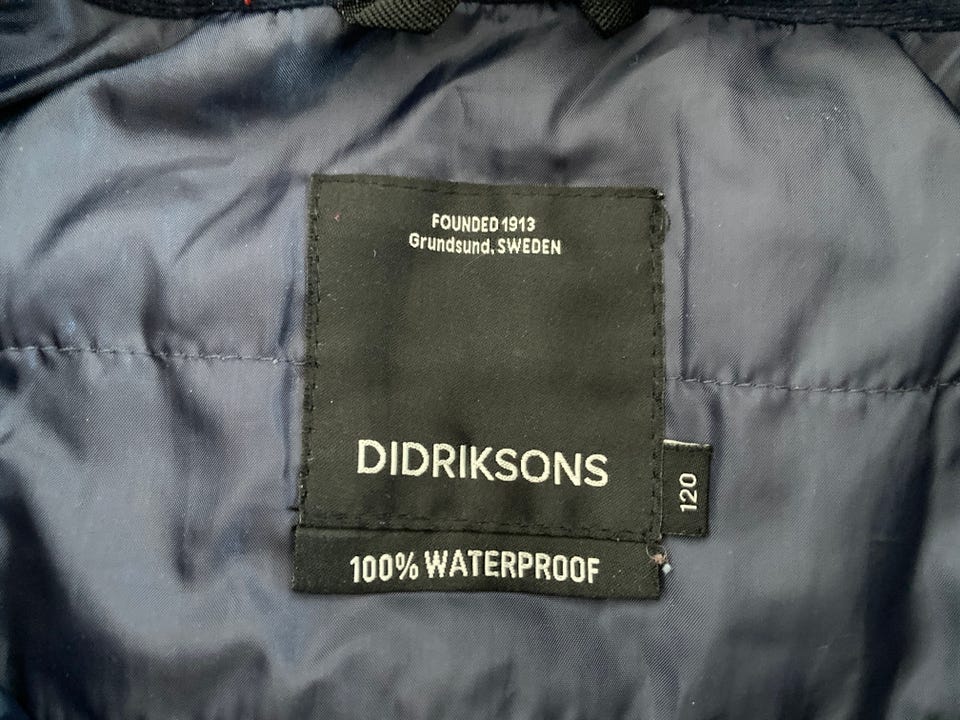 FOUNDED 1913
Grundsund, SWEDEN
DIDRIKSONS
120
100% WATERPROOF